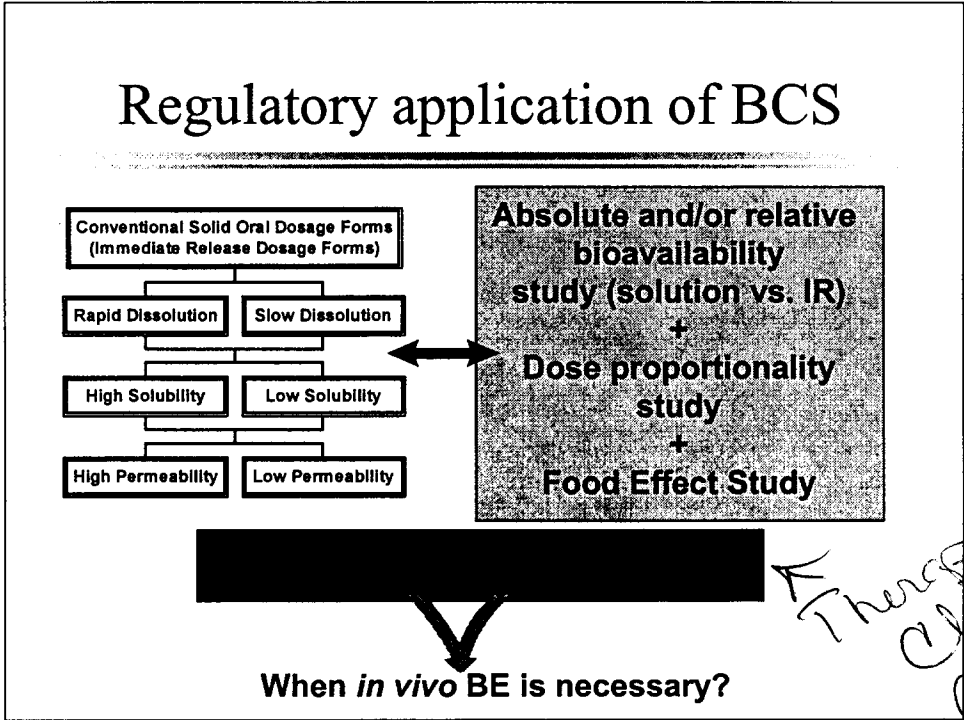 Regulatory application of BCS
Conventional Solid Oral Dosage Forms
(Immediate Release Dosage Forms)
Rapid Dissolution
Slow Dissolution
High Solubility
Low Solubility
High Permeability
Low Permeability
Absolute and/or relative
bioavailability
study (solution vs. IR)
+
Dose proportionality
study
+
Food Effect Study
When in vivo BE is necessary?